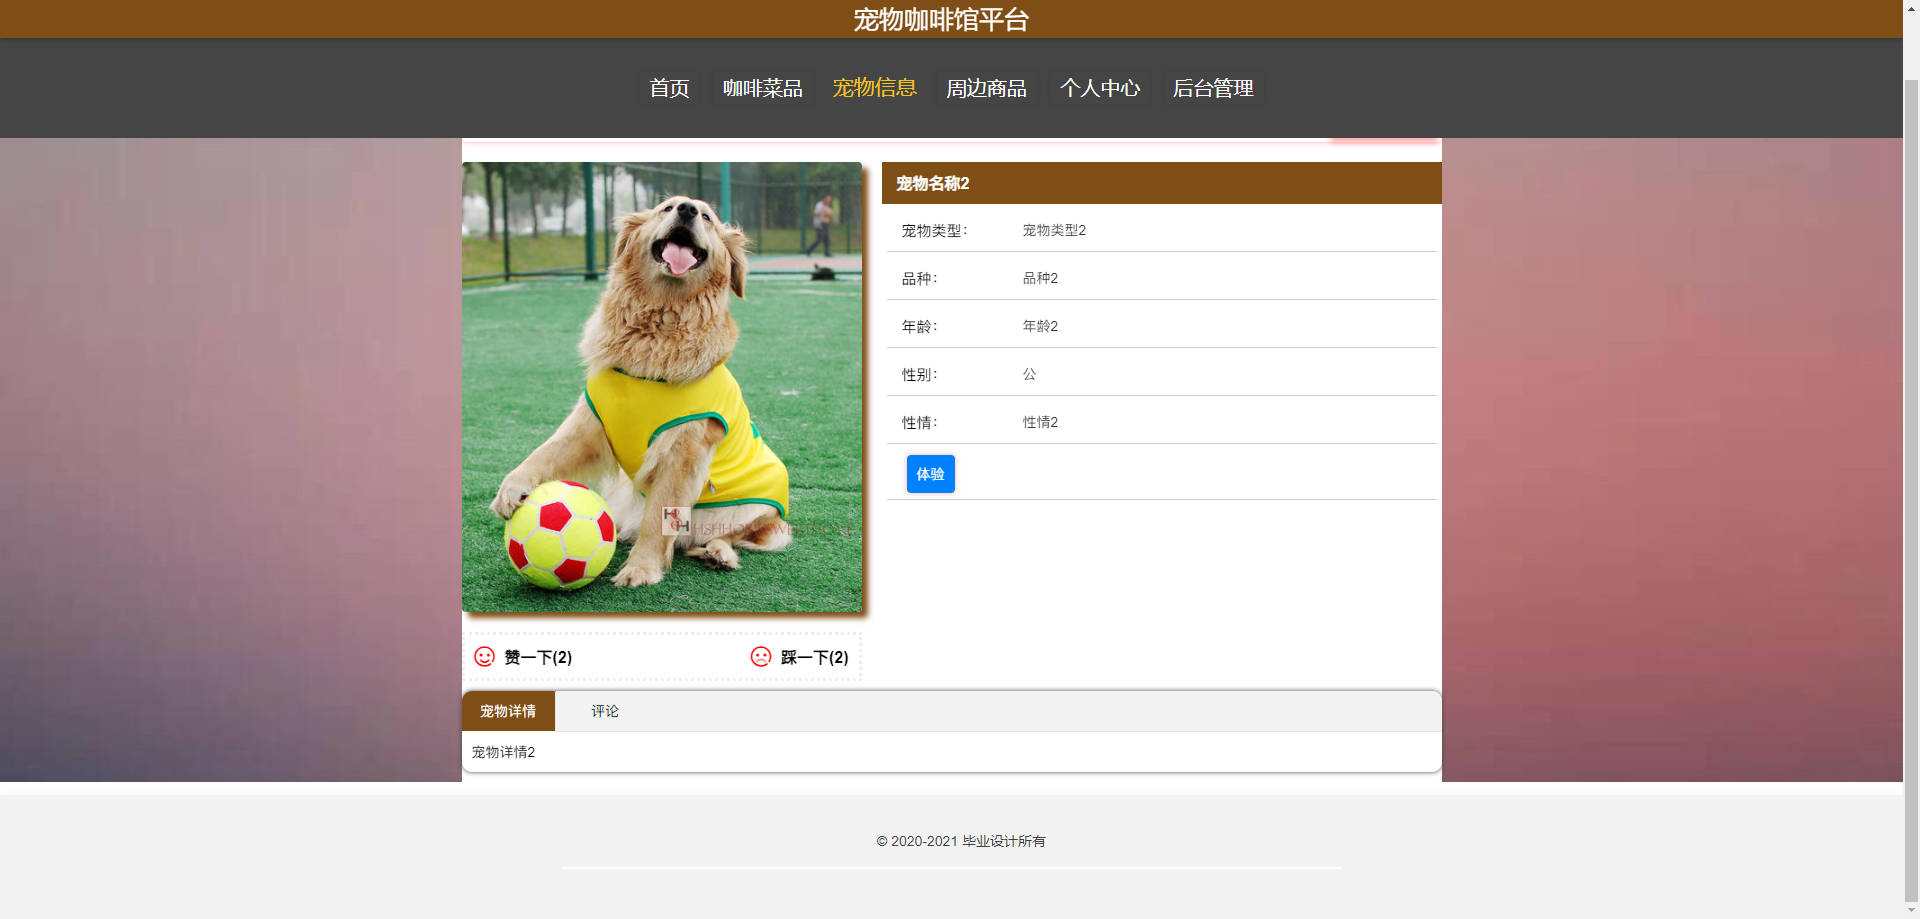 宠物咖啡馆平台
首页 咖啡菜品 宠物信息 周边商品 个人中心 后台管理
宠物名称2
宠物类型: 宠物类型2
品种: 品种2
年龄: 年龄2
性别: 公
性情: 性情2
体验
赞一下(2) 踩一下(2)
宠物详情 评论
宠物详情2
© 2020-2021 毕业设计所有